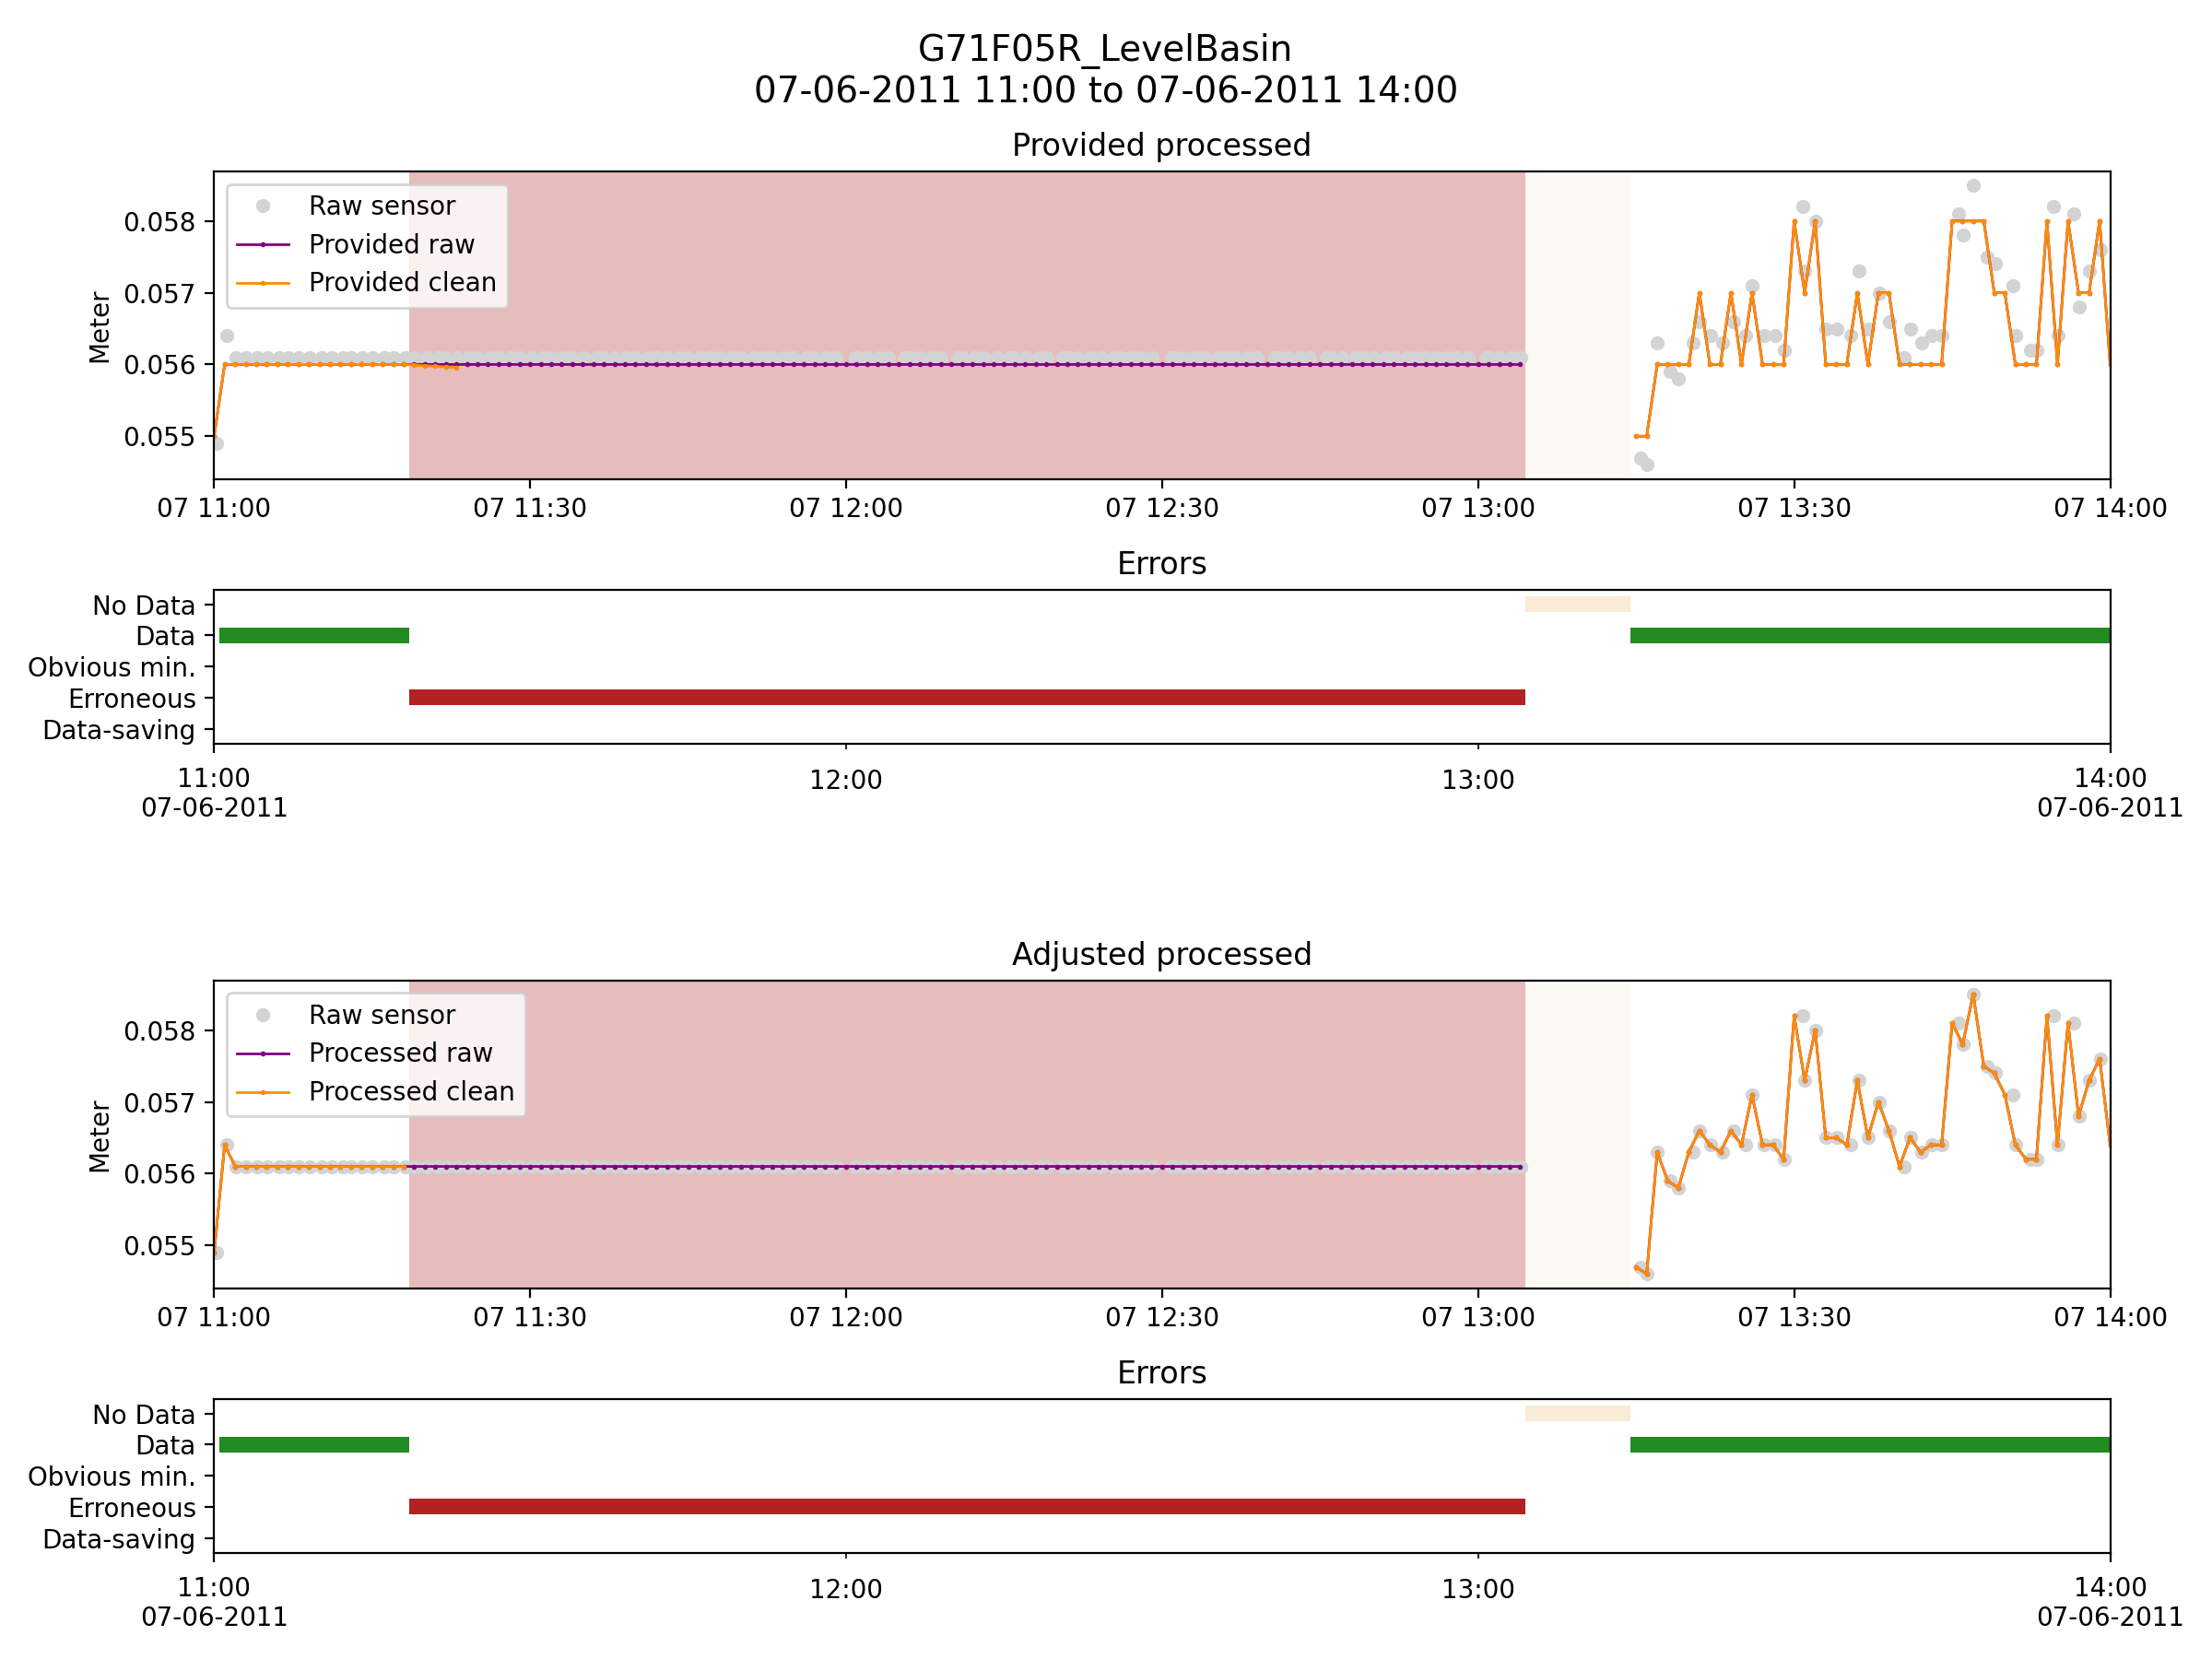 G71F05R_LevelBasin
07-06-2011 11:00 to 07-06-2011 14:00
Provided processed
Raw sensor
Provided raw
Provided clean
Meter
0.058
0.057
0.056
0.055
07 11:00 07 11:30 07 12:00 07 12:30 07 13:00 07 13:30 07 14:00
Errors
No Data
Data
Obvious min.
Erroneous
Data-saving
11:00 12:00 13:00 14:00
07-06-2011 07-06-2011
Adjusted processed
Raw sensor
Processed raw
Processed clean
Meter
0.058
0.057
0.056
0.055
07 11:00 07 11:30 07 12:00 07 12:30 07 13:00 07 13:30 07 14:00
Errors
No Data
Data
Obvious min.
Erroneous
Data-saving
11:00 12:00 13:00 14:00
07-06-2011 07-06-2011